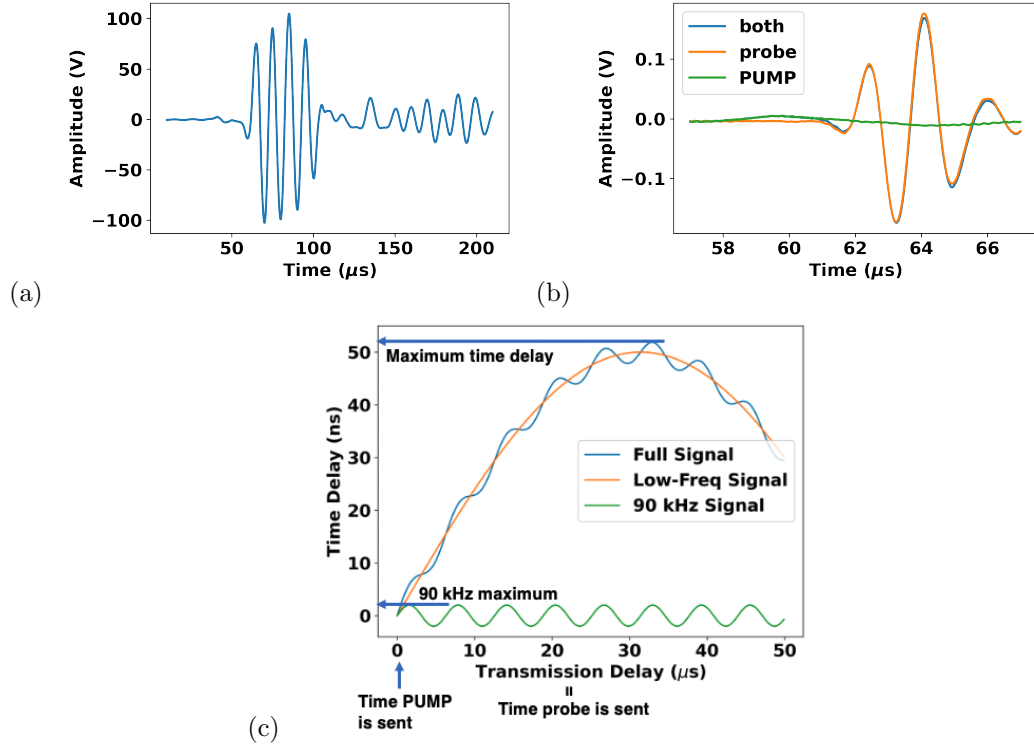 100
50
0
−50
−100
Amplitude (V)
50
100
150
200
Time (μs)
(a)
both
probe
PUMP
0.1
0.0
−0.1
Amplitude (V)
58
60
62
64
66
Time (μs)
(b)
Maximum time delay
50
40
30
20
10
0
Time Delay (ns)
Full Signal
Low-Freq Signal
90 kHz Signal
90 kHz maximum
0
10
20
30
40
50
Transmission Delay (μs)
=
Time probe is sent
Time PUMP
is sent
(c)